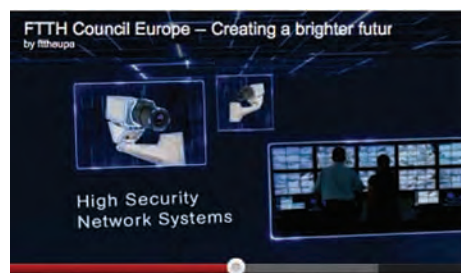 FTTH Council Europe – Creating a brighter futur
by fttheupa
High Security
Network Systems